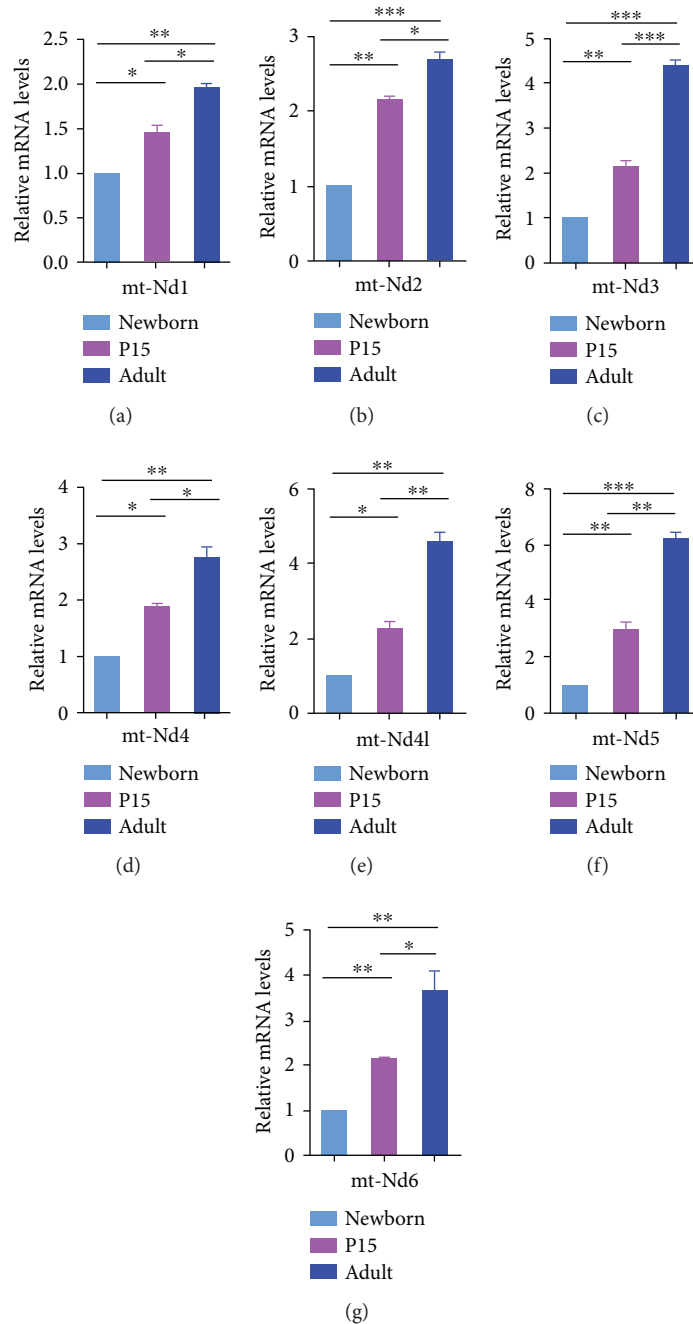 Relative mRNA levels
2.5
2.0
1.5
1.0
0.5
0.0
**
*
*
mt-Nd1
Newborn
P15
Adult
(a)
Relative mRNA levels
3
2
1
0
***
*
**
mt-Nd2
Newborn
P15
Adult
(b)
Relative mRNA levels
5
4
3
2
1
0
***
***
**
mt-Nd3
Newborn
P15
Adult
(c)
Relative mRNA levels
4
3
2
1
0
**
*
*
mt-Nd4
Newborn
P15
Adult
(d)
Relative mRNA levels
6
4
2
0
**
**
*
mt-Nd4l
Newborn
P15
Adult
(e)
Relative mRNA levels
8
6
4
2
0
***
**
**
mt-Nd5
Newborn
P15
Adult
(f)
Relative mRNA levels
5
4
3
2
1
0
**
*
**
mt-Nd6
Newborn
P15
Adult
(g)